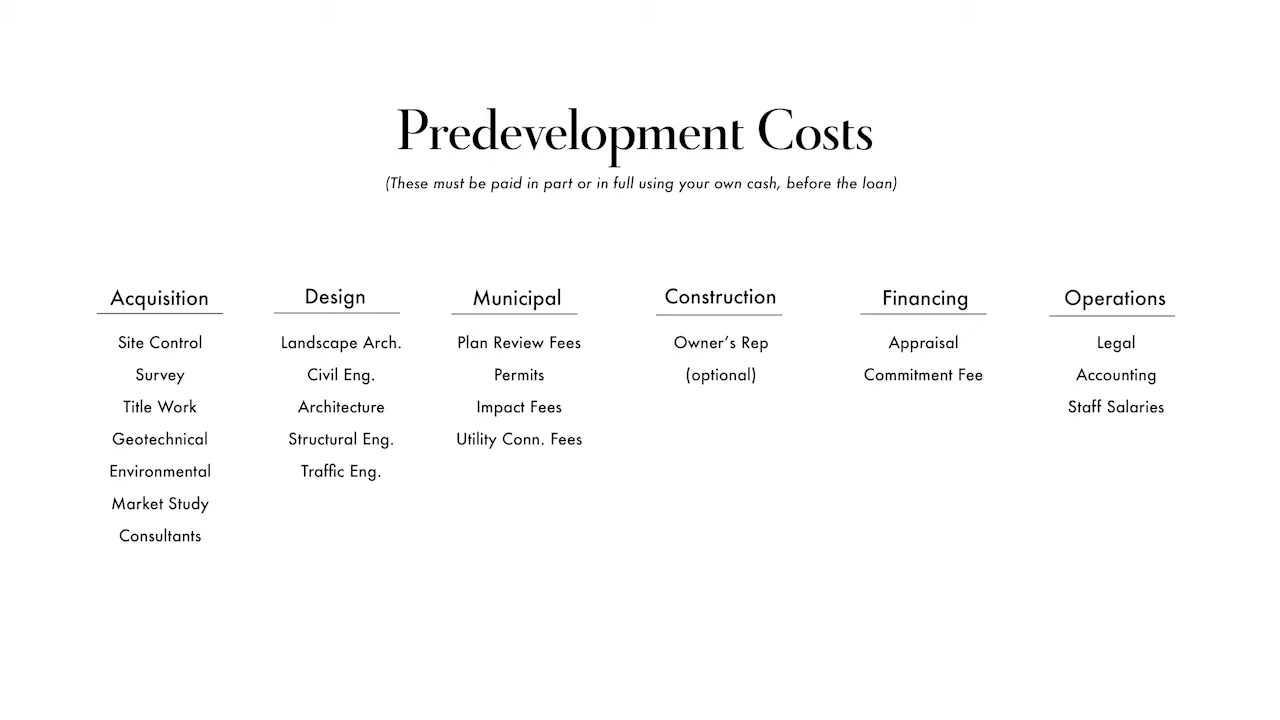 Predevelopment Costs
(These must be paid in part or in full using your own cash, before the loan)
Acquisition
Site Control
Survey
Title Work
Geotechnical
Environmental
Market Study
Consultants
Design
Landscape Arch.
Civil Eng.
Architecture
Structural Eng.
Traffic Eng.
Municipal
Plan Review Fees
Permits
Impact Fees
Utility Conn. Fees
Construction
Owner’s Rep
(optional)
Financing
Appraisal
Commitment Fee
Operations
Legal
Accounting
Staff Salaries